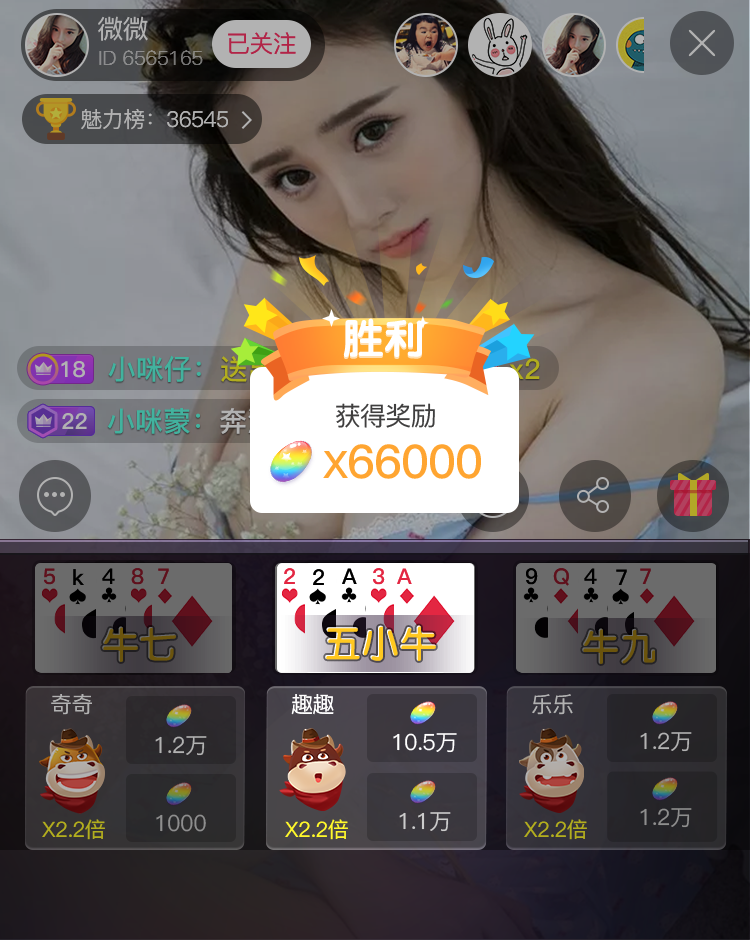 微微
ID 6565165
已关注
魅力榜：36545
胜利
18 小咪仔：送 x2
22 小咪蒙：奔
获得奖励
x66000
5 k 4 8 7
牛七
2 2 A 3 A
五小牛
9 Q 4 7 7
牛九
奇奇
1.2万
1000
X2.2倍
趣趣
10.5万
1.1万
X2.2倍
乐乐
1.2万
1.2万
X2.2倍